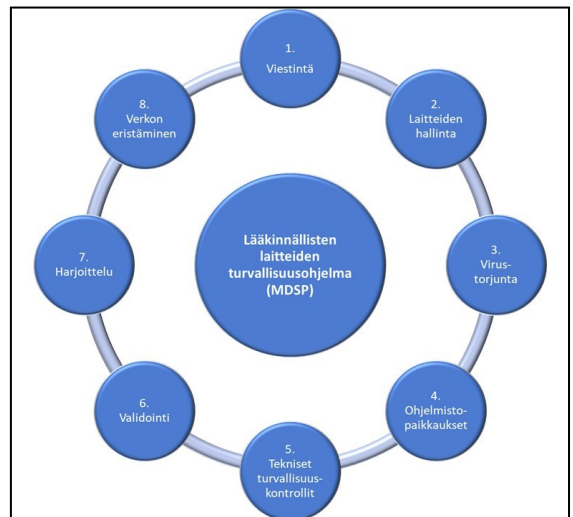 1.
Viestintä
2.
Laitteiden
hallinta
3.
Virus-
torjunta
4.
Ohjelmisto-
paikkaukset
5.
Tekniset
turvallisuus-
kontrollit
6.
Validointi
7.
Harjoittelu
8.
Verkon
eristäminen
Lääkinnällisten
laitteiden
turvallisuusohjelma
(MDSP)